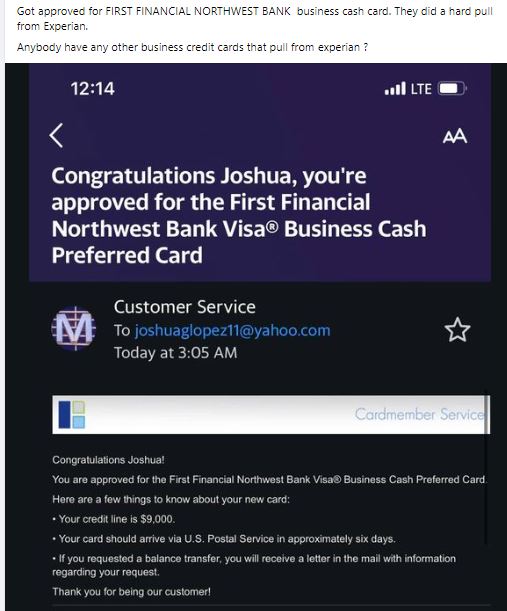 Got approved for FIRST FINANCIAL NORTHWEST BANK business cash card. They did a hard pull
from Experian.
Anybody have any other business credit cards that pull from experian ?
12:14
LTE
AA
Congratulations Joshua, you're
approved for the First Financial
Northwest Bank Visa® Business Cash
Preferred Card
M
Customer Service
To joshuaglopez11@yahoo.com
Today at 3:05 AM
Cardmember Service
Congratulations Joshua!
You are approved for the First Financial Northwest Bank Visa® Business Cash Preferred Card.
Here are a few things to know about your new card:
• Your credit line is $9,000.
• Your card should arrive via U.S. Postal Service in approximately six days.
• If you requested a balance transfer, you will receive a letter in the mail with information
regarding your request.
Thank you for being our customer!